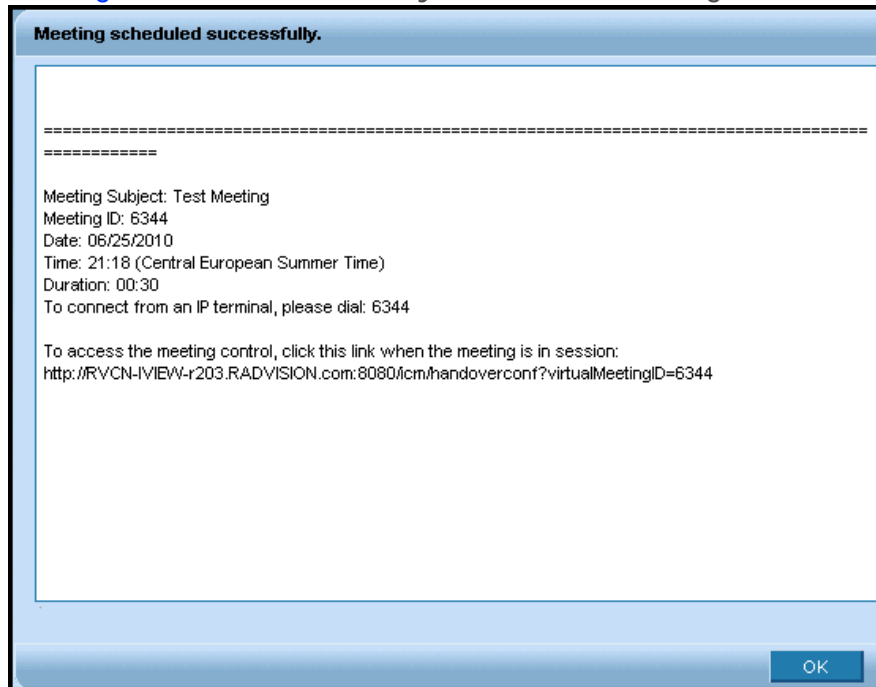 Meeting scheduled successfully.
=======================================================================================
============
Meeting Subject: Test Meeting
Meeting ID: 6344
Date: 06/25/2010
Time: 21:18 (Central European Summer Time)
Duration: 00:30
To connect from an IP terminal, please dial: 6344
To access the meeting control, click this link when the meeting is in session:
http://RVCN-IVIEW-r203.RADVISION.com:8080/icm/handoverconf?virtualMeetingID=6344
OK